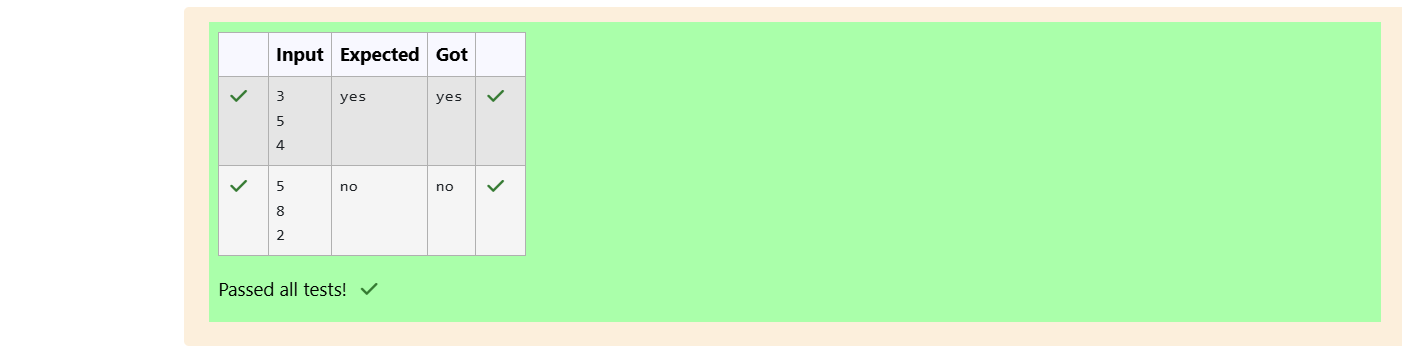 Input Expected Got
3 yes yes
5
4
5 no no
8
2
Passed all tests!